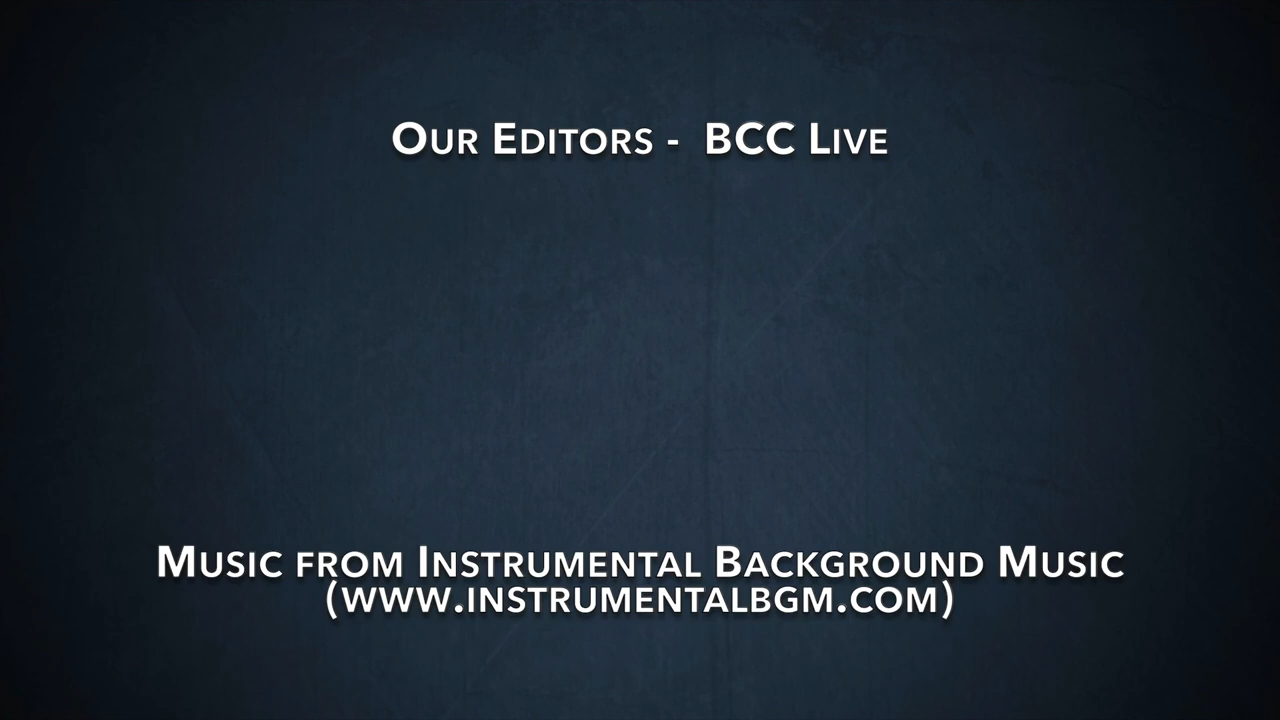 Our Editors -  BCC Live
Music from Instrumental Background Music
(www.instrumentalbgm.com)